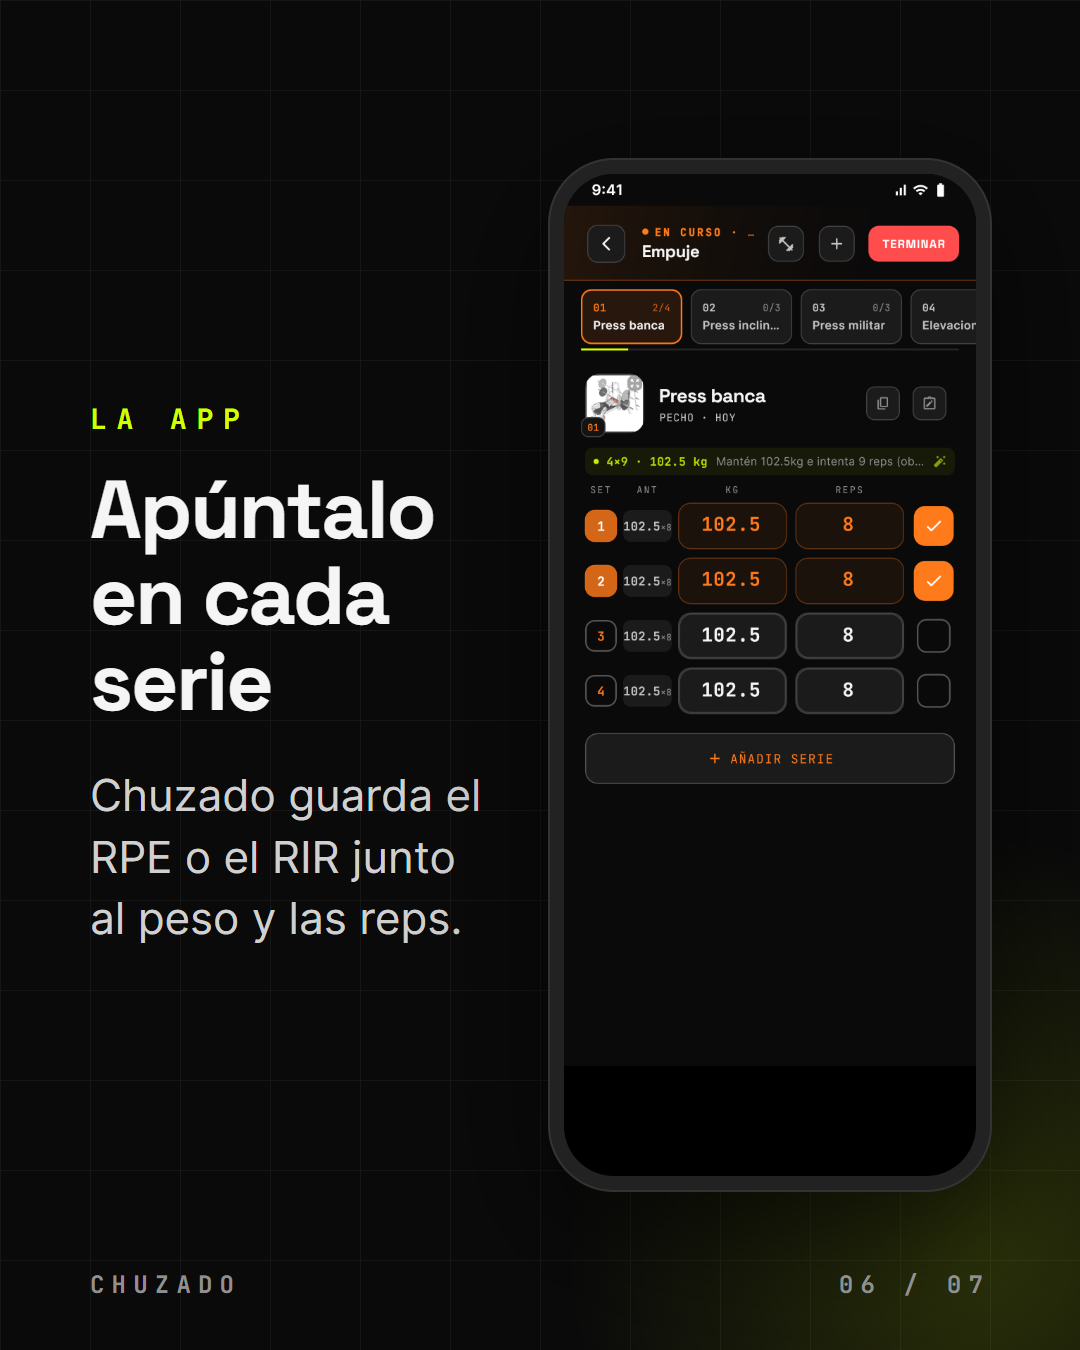 LA APP
Apúntalo
en cada
serie
Chuzado guarda el
RPE o el RIR junto
al peso y las reps.
9:41
EN CURSO · …
Empuje
TERMINAR
01 2/4
Press banca
02 0/3
Press inclin...
03 0/3
Press militar
04
Elevacion
01
Press banca
PECHO · HOY
4×9 · 102.5 kg Mantén 102.5kg e intenta 9 reps (ob...
SET ANT KG REPS
1 102.5×8 102.5 8
2 102.5×8 102.5 8
3 102.5×8 102.5 8
4 102.5×8 102.5 8
+ AÑADIR SERIE
CHUZADO
06 / 07